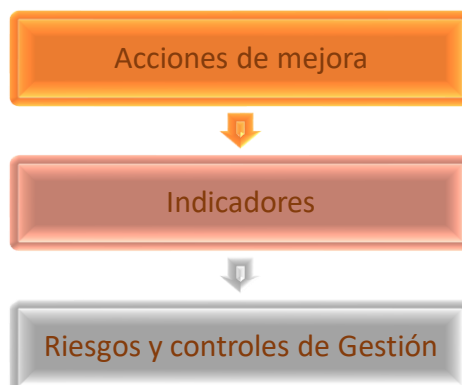 Acciones de mejora
Indicadores
Riesgos y controles de Gestión